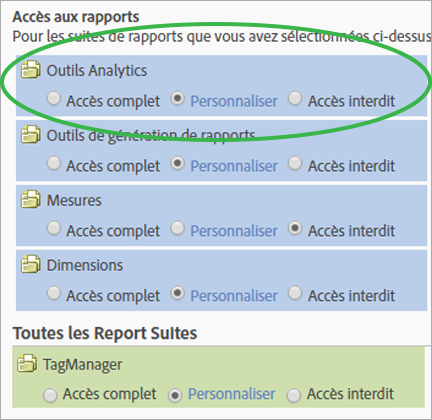 Accès aux rapports
Pour les suites de rapports que vous avez sélectionnées ci-dessus
Outils Analytics
Accès complet Personnaliser Accès interdit
Outils de génération de rapports
Accès complet Personnaliser Accès interdit
Mesures
Accès complet Personnaliser Accès interdit
Dimensions
Accès complet Personnaliser Accès interdit
Toutes les Report Suites
TagManager
Accès complet Personnaliser Accès interdit